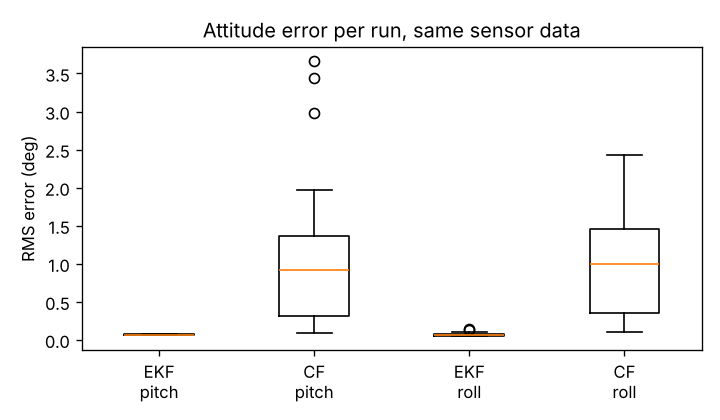 Attitude error per run, same sensor data
RMS error (deg)
3.5
3.0
2.5
2.0
1.5
1.0
0.5
0.0
EKF
pitch
CF
pitch
EKF
roll
CF
roll